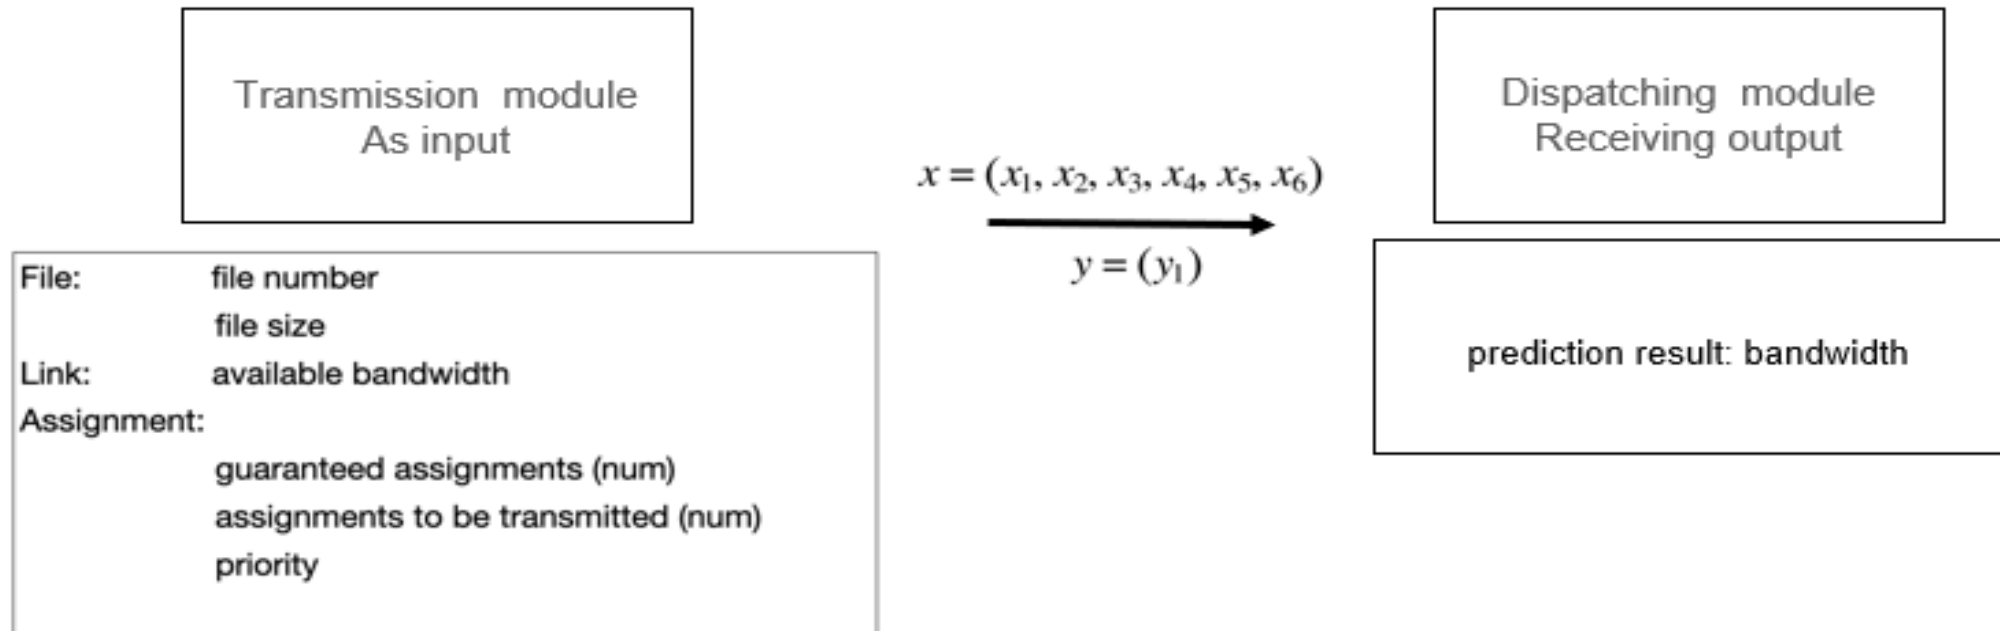 Transmission module
As input
x = (x₁, x₂, x₃, x₄, x₅, x₆)
y = (y₁)
Dispatching module
Receiving output
File: file number
file size
Link: available bandwidth
Assignment:
guaranteed assignments (num)
assignments to be transmitted (num)
priority
prediction result: bandwidth